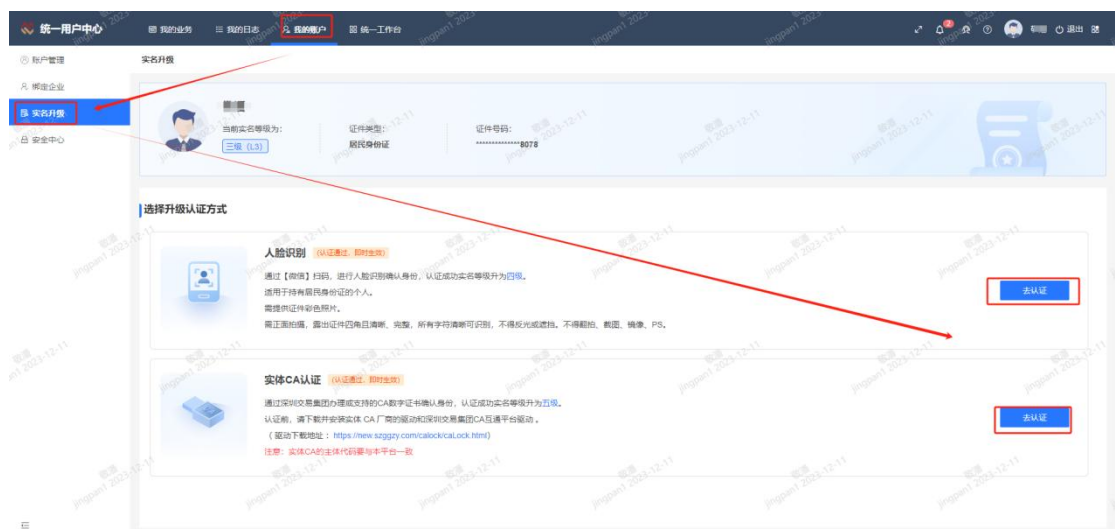 统一用户中心
我的业务
我的日志
我的账户
统一工作台
2
退出
账户管理
绑定企业
实名升级
安全中心
实名升级
当前实名等级为:
三级（L3）
证件类型:
居民身份证
证件号码:
**************8078
选择升级认证方式
人脸识别 （认证通过，即时生效）
通过【微信】扫码，进行人脸识别确认身份，认证成功实名等级升为四级。
适用于持有居民身份证的个人。
需提供证件彩色照片。
需正面拍摄，露出证件四角且清晰、完整，所有字符清晰可识别，不得反光或遮挡。不得翻拍、截图、镜像、PS。
去认证
实体CA认证 （认证通过，即时生效）
通过深圳交易集团办理或支持的CA数字证书确认身份，认证成功实名等级升为五级。
认证前，请下载并安装实体 CA 厂商的驱动和深圳交易集团CA互通平台驱动。
（ 驱动下载地址： https://new.szggzy.com/calock/caLock.html）
注意：实体CA的主体代码要与本平台一致
去认证
jingpan1 2023-12-11